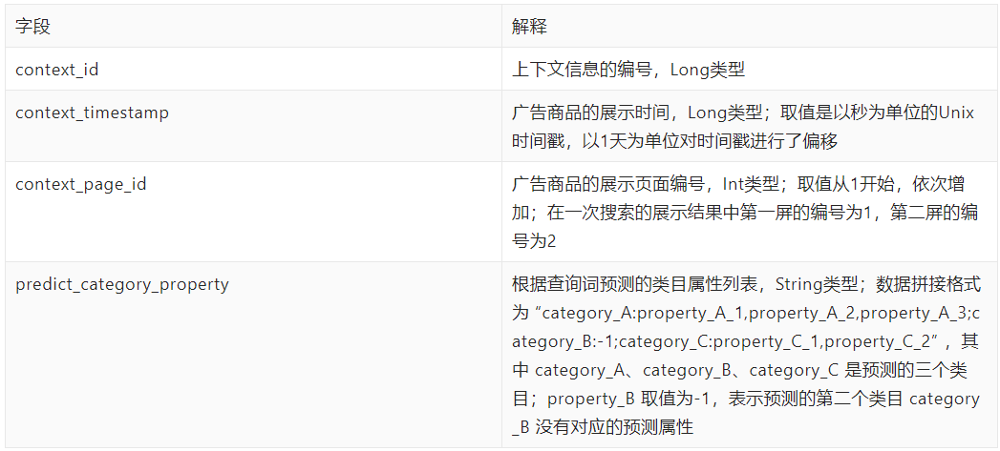 字段
解释
context_id
上下文信息的编号，Long类型
context_timestamp
广告商品的展示时间，Long类型；取值是以秒为单位的Unix
时间戳，以1天为单位对时间戳进行了偏移
context_page_id
广告商品的展示页面编号，Int类型；取值从1开始，依次增
加；在一次搜索的展示结果中第一屏的编号为1，第二屏的编
号为2
predict_category_property
根据查询词预测的类目属性列表，String类型；数据拼接格式
为 “category_A:property_A_1,property_A_2,property_A_3;c
ategory_B:-1;category_C:property_C_1,property_C_2” ，其
中 category_A、category_B、category_C 是预测的三个类
目；property_B 取值为-1，表示预测的第二个类目 category
_B 没有对应的预测属性